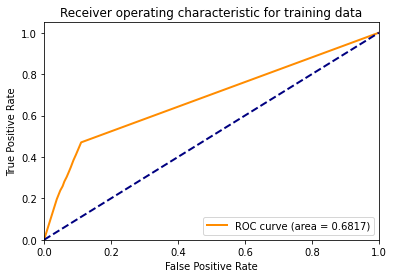 Receiver operating characteristic for training data
True Positive Rate
1.0
0.8
0.6
0.4
0.2
0.0
ROC curve (area = 0.6817)
0.0 0.2 0.4 0.6 0.8 1.0
False Positive Rate